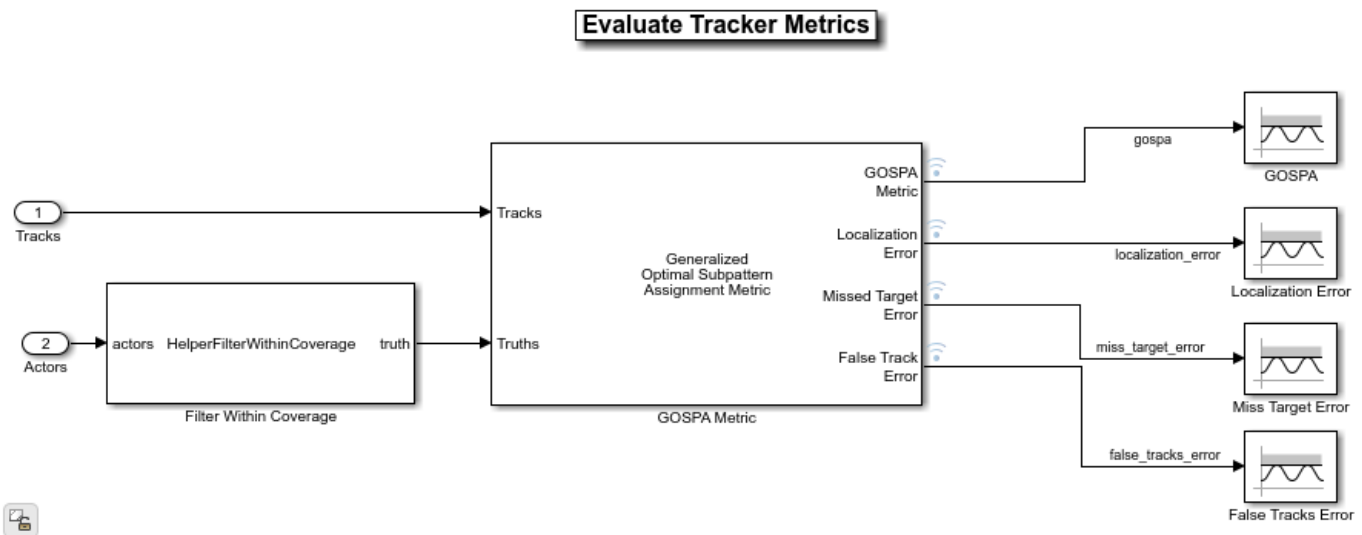 Evaluate Tracker Metrics
1
Tracks
2
Actors
actors
HelperFilterWithinCoverage
truth
Filter Within Coverage
Tracks
Truths
Generalized
Optimal Subpattern
Assignment Metric
GOSPA
Metric
Localization
Error
Missed Target
Error
False Track
Error
GOSPA Metric
gospa
GOSPA
localization_error
Localization Error
miss_target_error
Miss Target Error
false_tracks_error
False Tracks Error